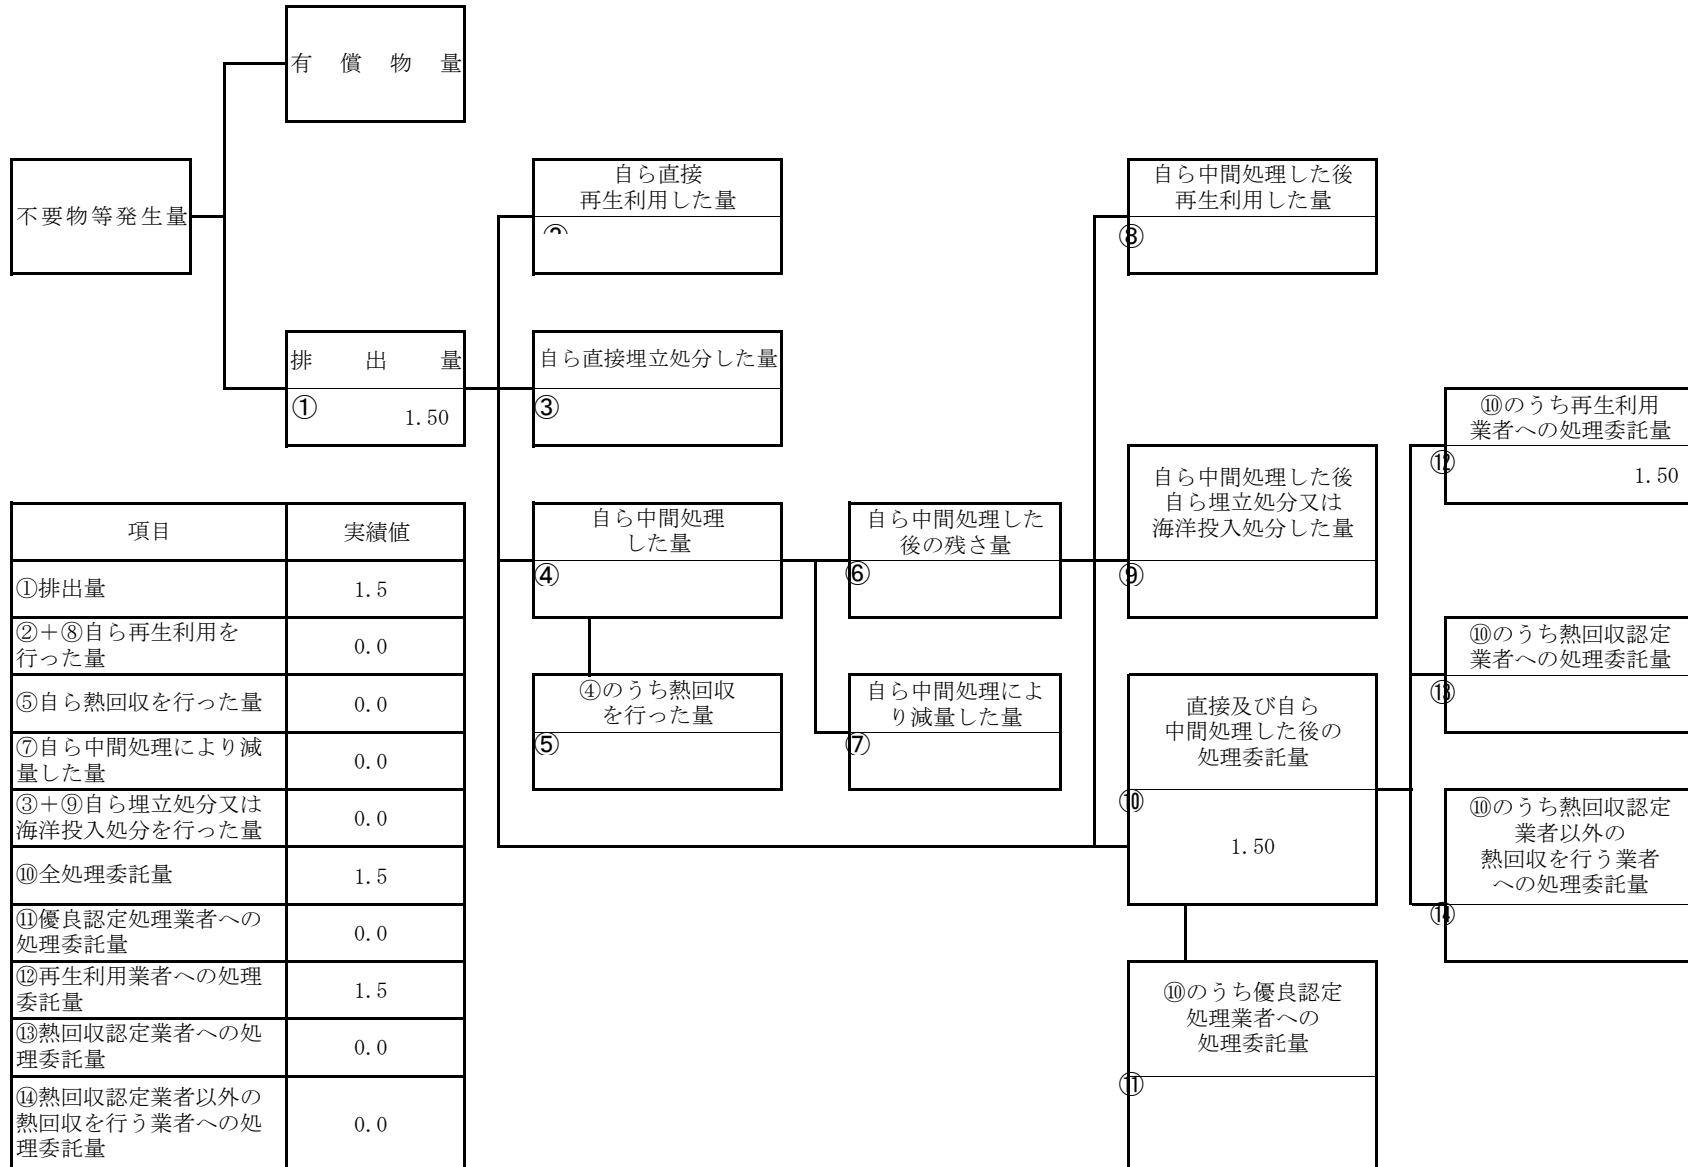 有償物量
不要物等発生量
自ら直接
再生利用した量
②
自ら中間処理した後
再生利用した量
⑧
排出量
① 1.50
自ら直接埋立処分した量
③
⑩のうち再生利用
業者への処理委託量
⑫ 1.50
自ら中間処理した後
自ら埋立処分又は
海洋投入処分した量
⑨
自ら中間処理
した量
④
自ら中間処理した
後の残さ量
⑥
⑩のうち熱回収認定
業者への処理委託量
⑬
④のうち熱回収
を行った量
⑤
自ら中間処理によ
り減量した量
⑦
直接及び自ら
中間処理した後の
処理委託量
⑩
1.50
⑩のうち熱回収認定
業者以外の
熱回収を行う業者
への処理委託量
⑭
⑩のうち優良認定
処理業者への
処理委託量
⑪
項目 実績値
①排出量 1.5
②+⑧自ら再生利用を
行った量 0.0
⑤自ら熱回収を行った量 0.0
⑦自ら中間処理により減
量した量 0.0
③+⑨自ら埋立処分又は
海洋投入処分を行った量 0.0
⑩全処理委託量 1.5
⑪優良認定処理業者への
処理委託量 0.0
⑫再生利用業者への処理
委託量 1.5
⑬熱回収認定業者への処
理委託量 0.0
⑭熱回収認定業者以外の
熱回収を行う業者への処
理委託量 0.0